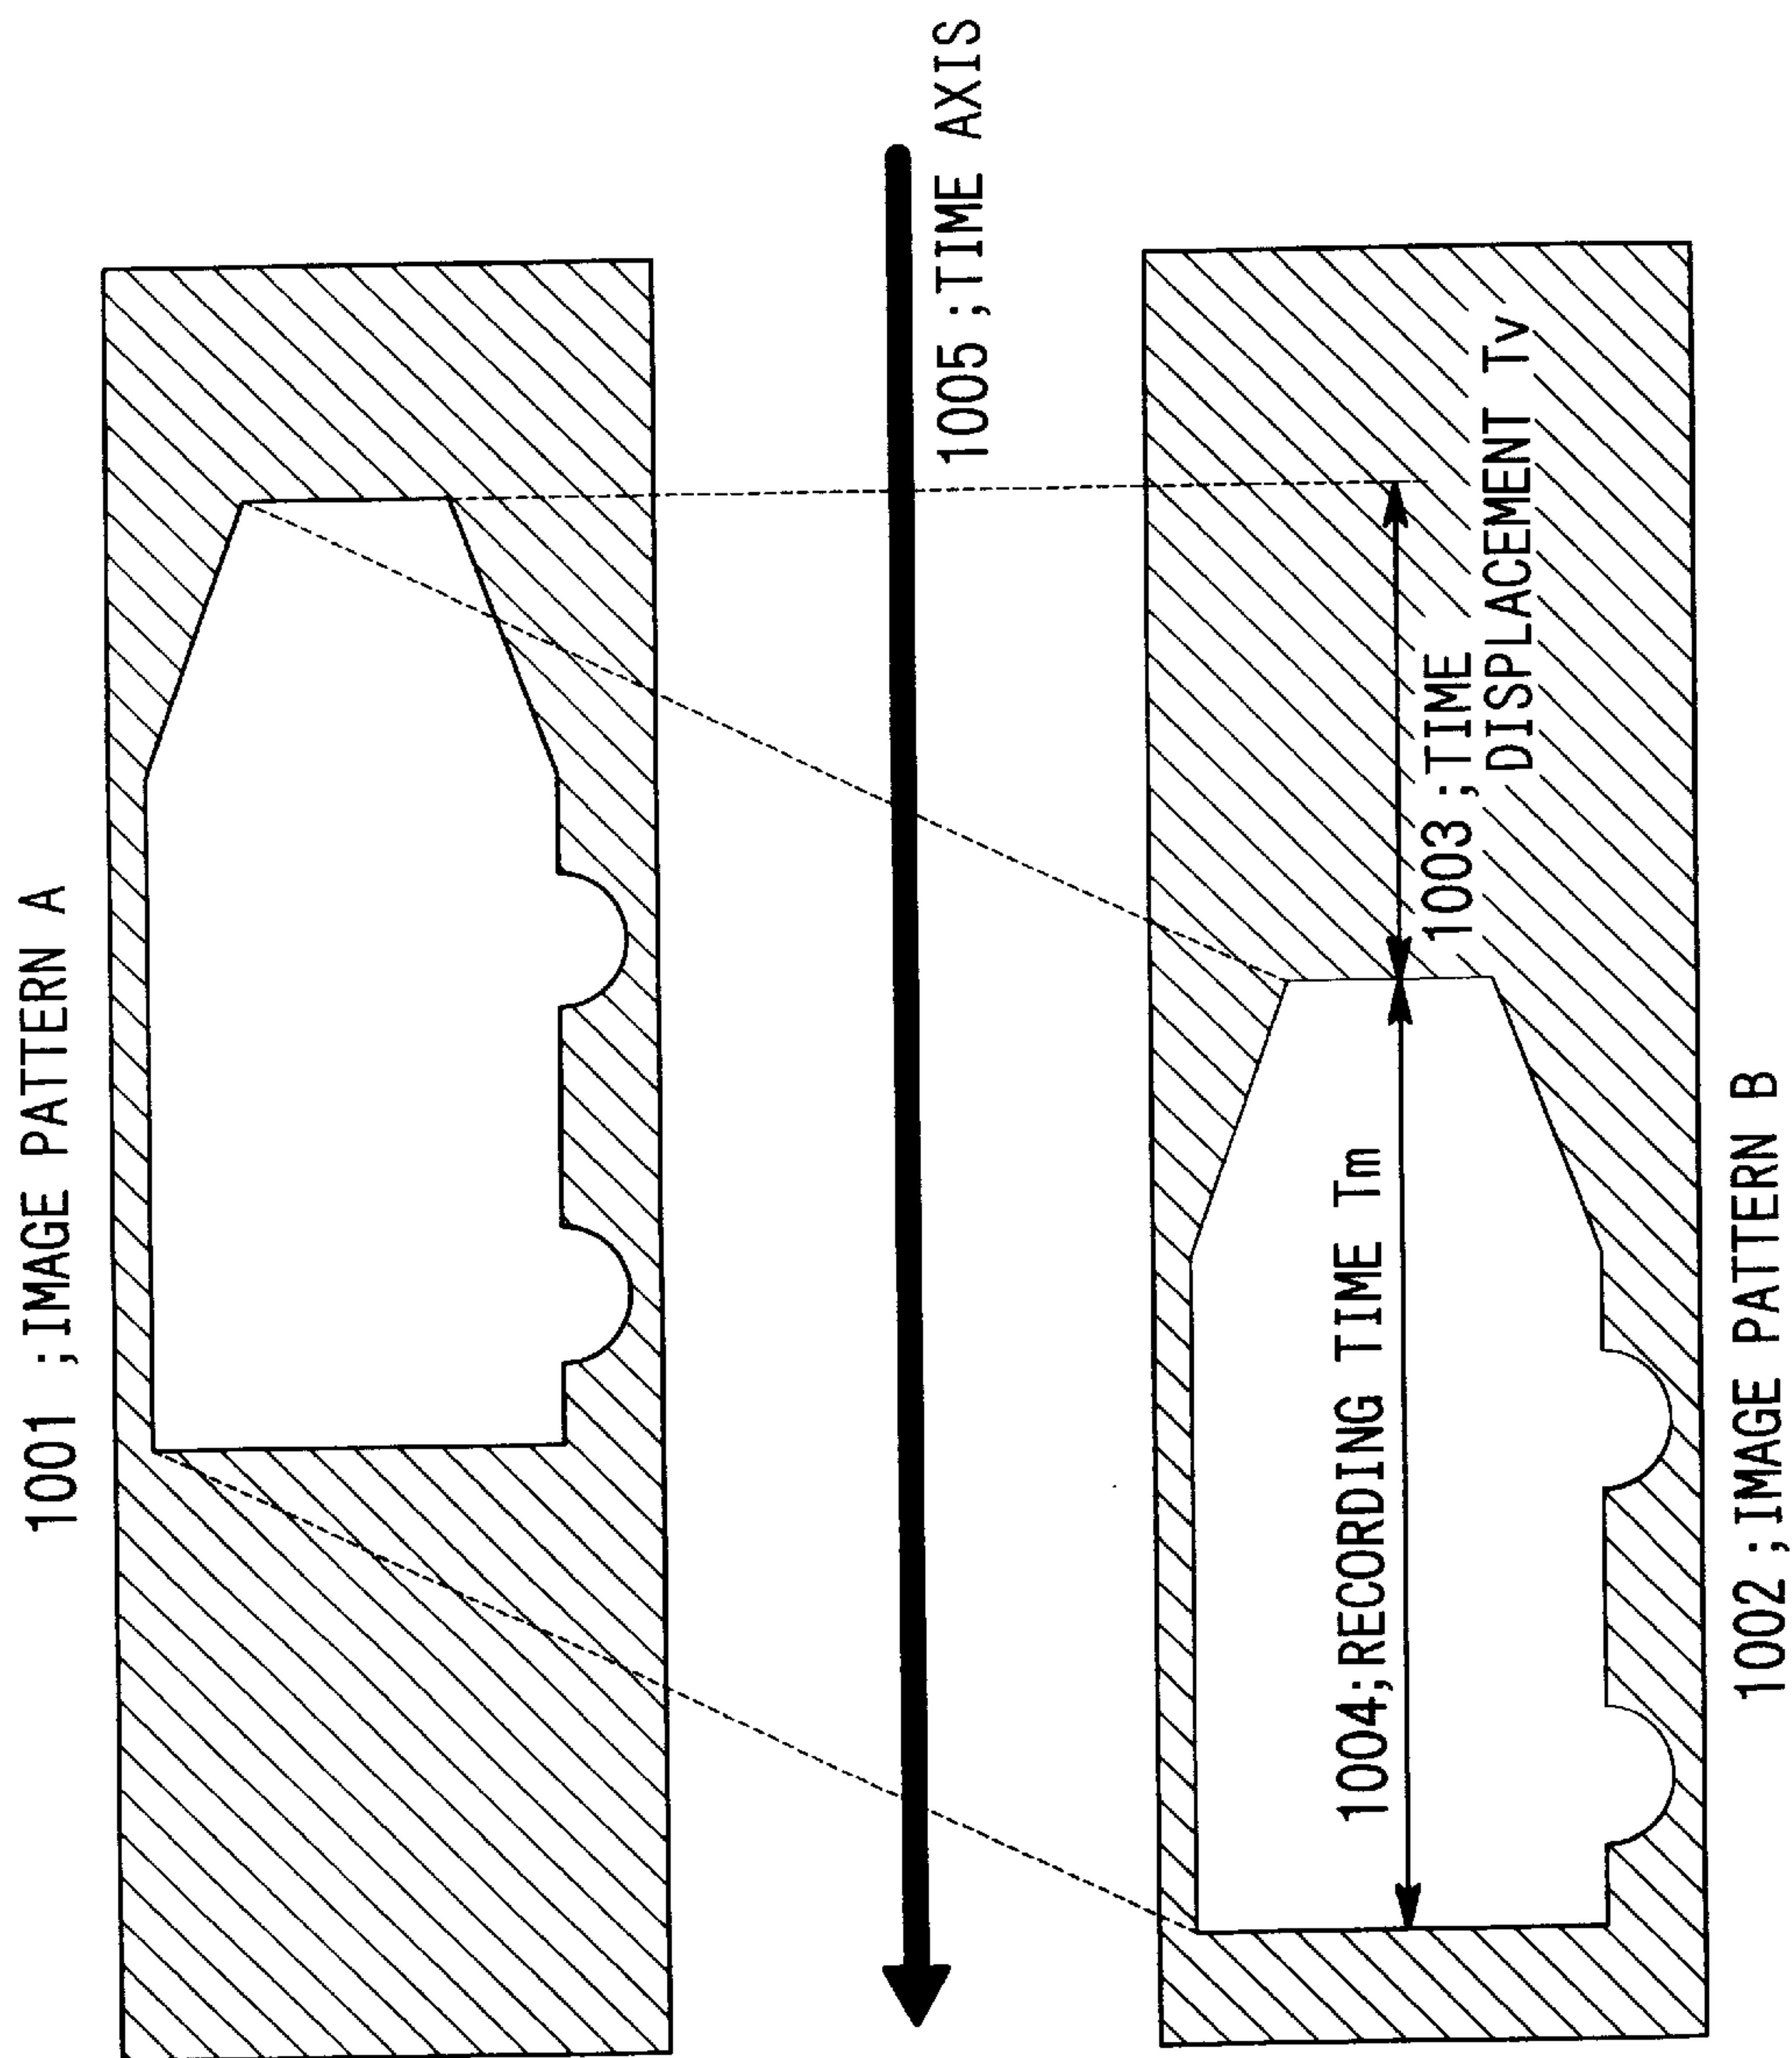 1001 ;IMAGE PATTERN A
1005 ;TIME AXIS
1003 ;TIME
DISPLACEMENT Tv
1004;RECORDING TIME Tm
1002 ;IMAGE PATTERN B